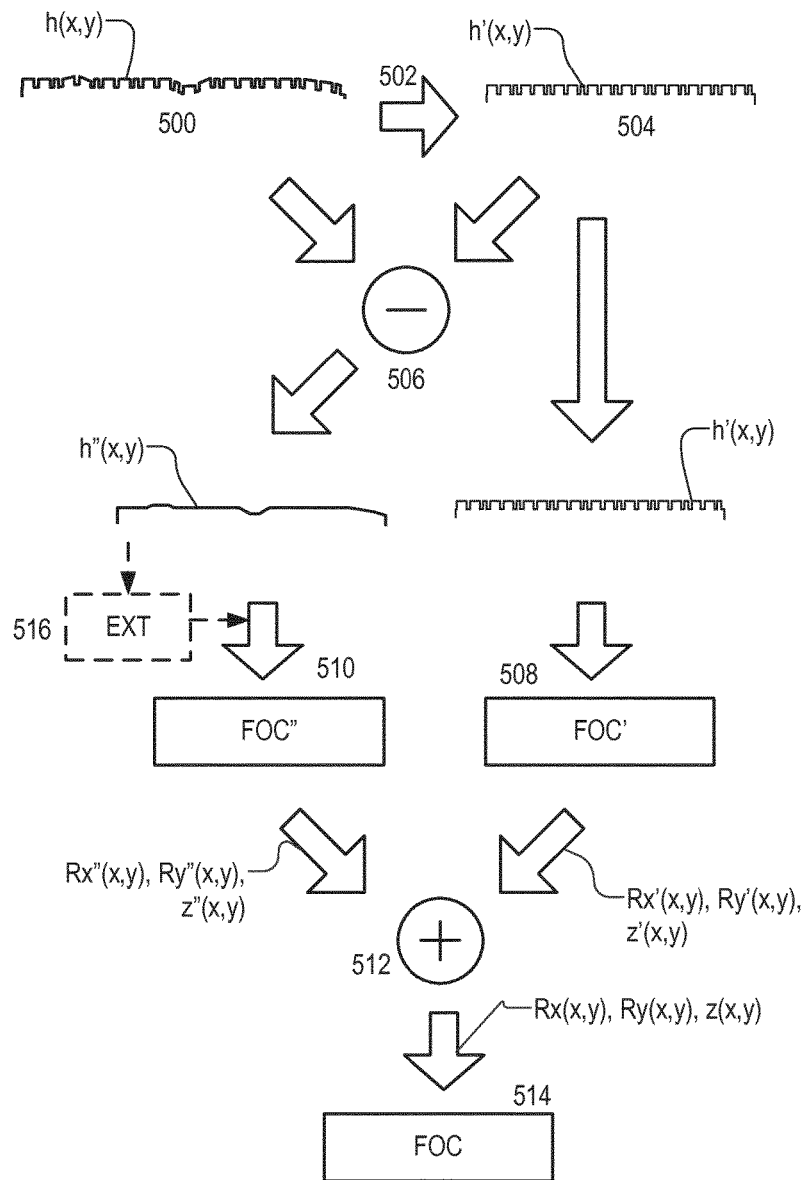 h(x,y)
h’(x,y)
502
500
504
506
h”(x,y)
h’(x,y)
516
EXT
510
508
FOC”
FOC’
Rx”(x,y), Ry”(x,y),
z”(x,y)
Rx’(x,y), Ry’(x,y),
z’(x,y)
512
Rx(x,y), Ry(x,y), z(x,y)
514
FOC